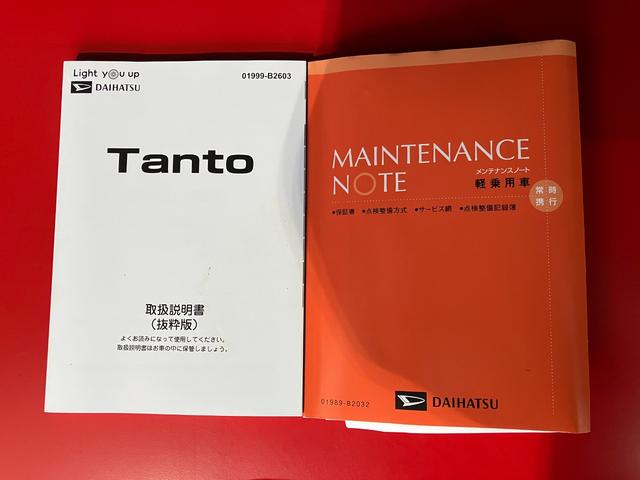 Light you up
01999-B2603
DAIHATSU
Tanto
取扱説明書
（抜粋版）
よくお読みになって使用してください。
取扱説明書はお車の中に保管しましょう。
MAINTENANCE
NOTE
メンテナンスノート
軽乗用車
常時
携行
●保証書 ●点検整備方式 ●サービス網 ●点検整備記録簿
01989-B2032
DAIHATSU